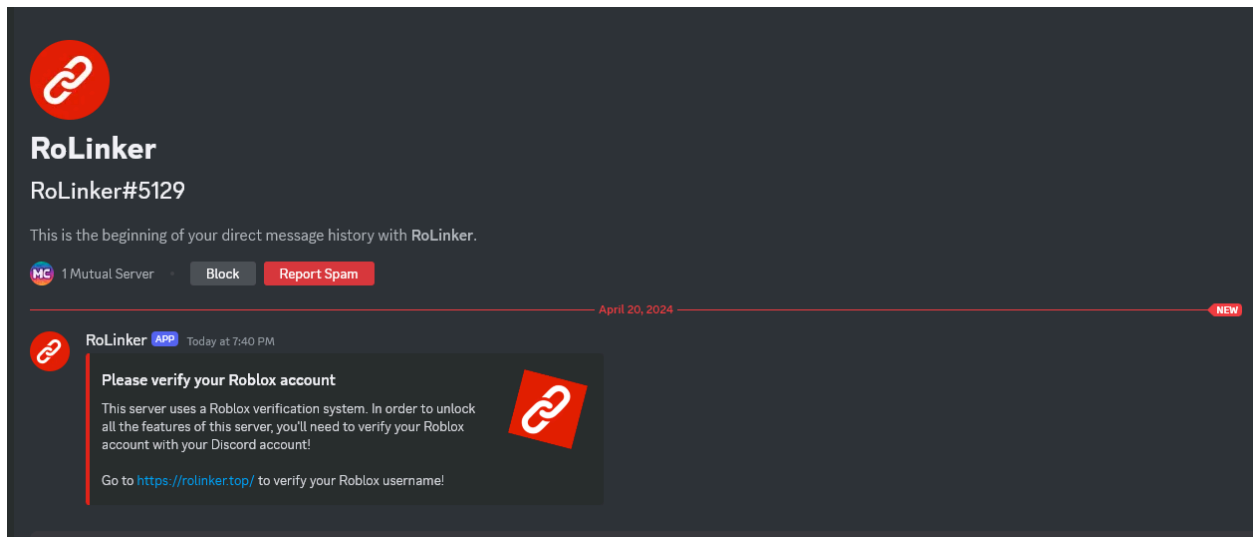 RoLinker
RoLinker#5129
This is the beginning of your direct message history with RoLinker.
MC 1 Mutual Server • Block Report Spam
April 20, 2024 NEW
RoLinker APP Today at 7:40 PM
Please verify your Roblox account
This server uses a Roblox verification system. In order to unlock
all the features of this server, you'll need to verify your Roblox
account with your Discord account!
Go to https://rolinker.top/ to verify your Roblox username!